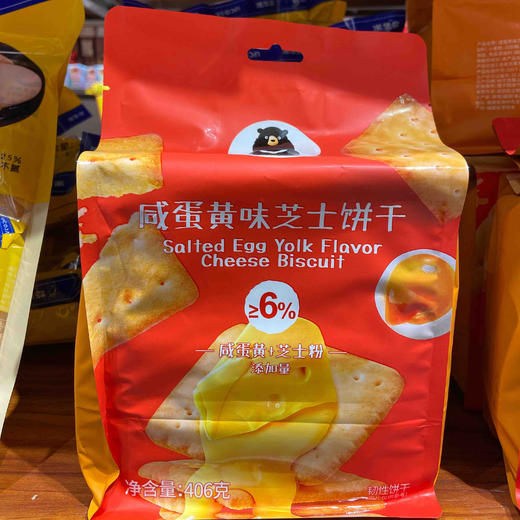 咸蛋黄味芝士饼干
Salted Egg Yolk Flavor
Cheese Biscuit
≥6%
咸蛋黄+芝士粉
添加量
净含量:406克
韧性饼干